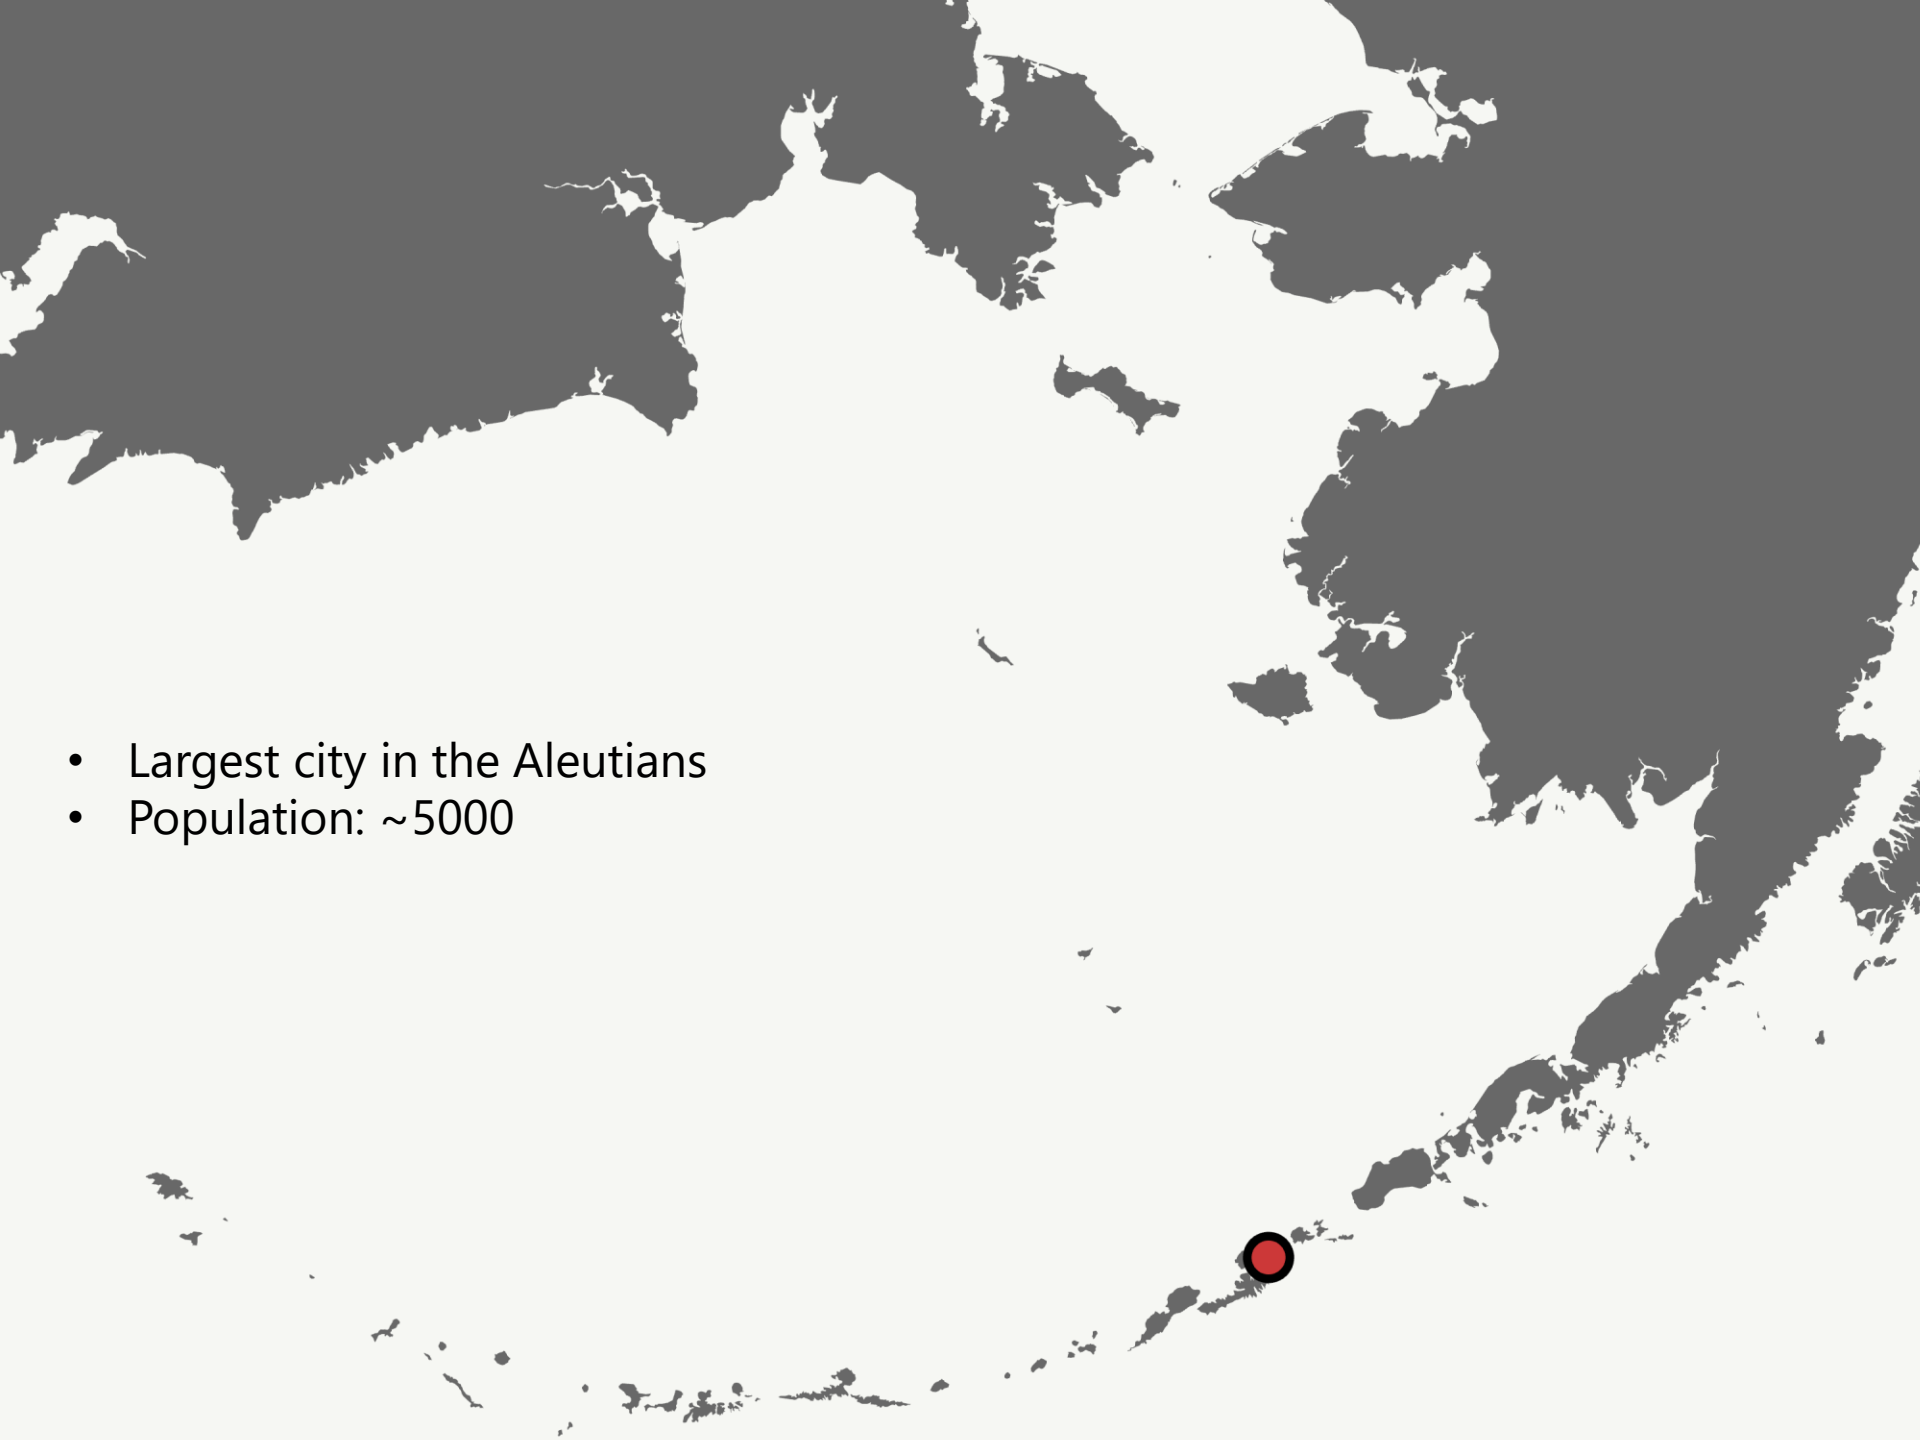 • Largest city in the Aleutians
• Population: ~5000